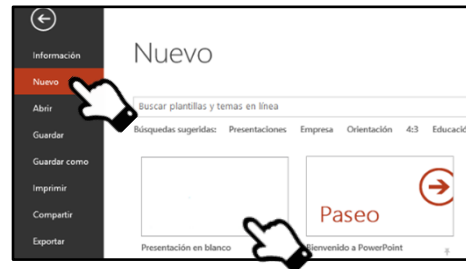 Información
Nuevo
Abrir
Guardar
Guardar como
Imprimir
Compartir
Exportar
Nuevo
Buscar plantillas y temas en línea
Búsquedas sugeridas: Presentaciones Empresa Orientación 4:3 Educació
Paseo
Presentación en blanco Bienvenido a PowerPoint